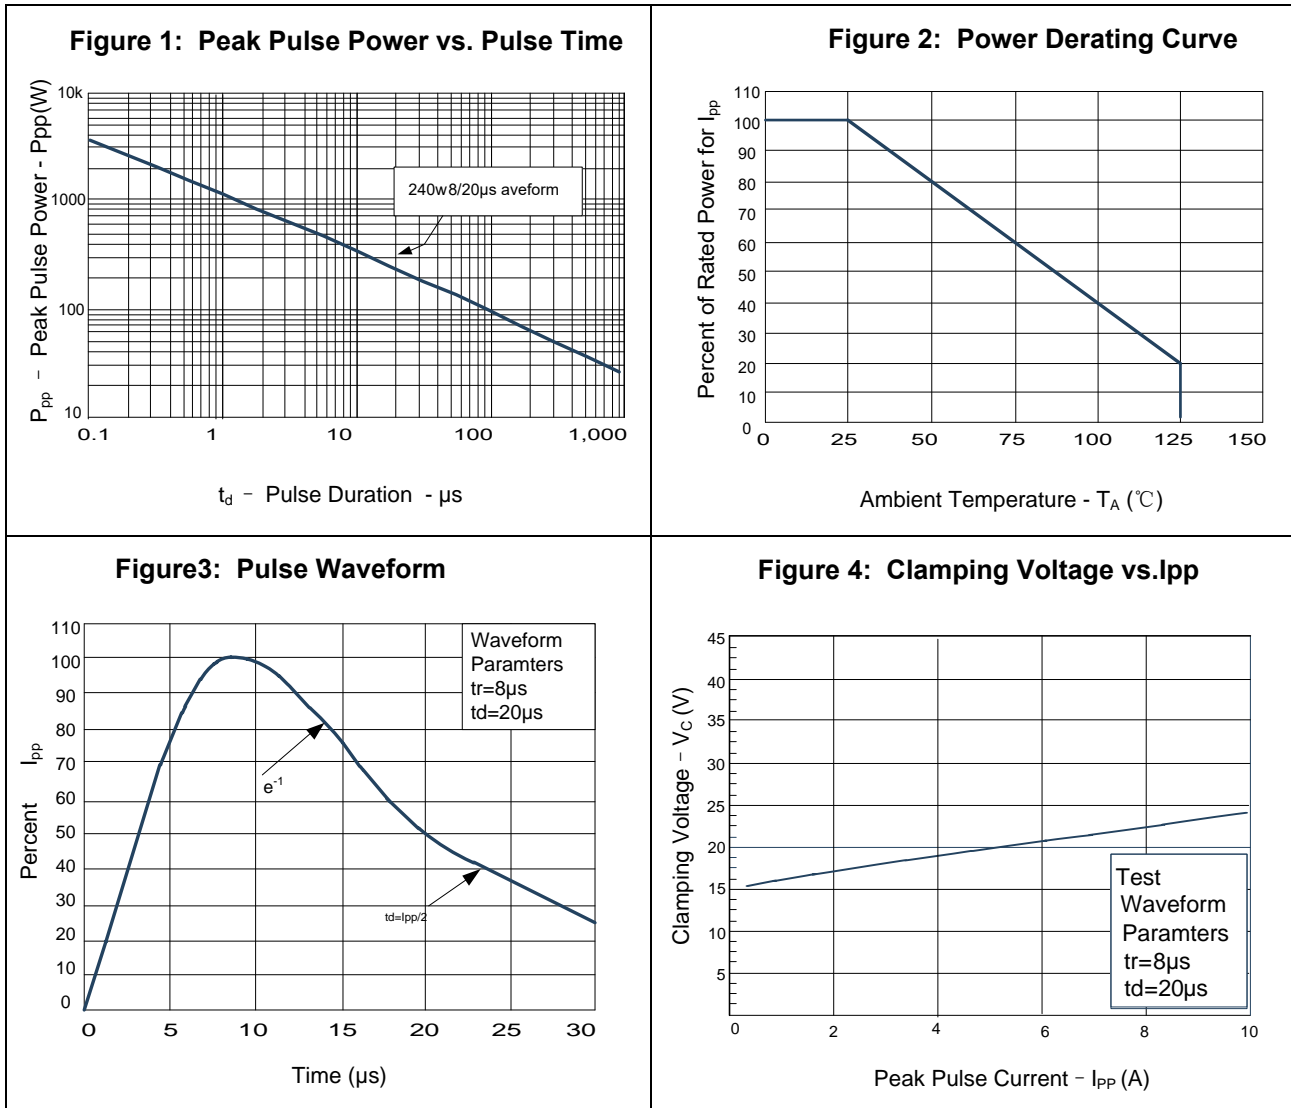 Figure 1: Peak Pulse Power vs. Pulse Time
Ppp – Peak Pulse Power - Ppp(W)
10k
1000
100
10
240w8/20µs aveform
0.1 1 10 100 1,000
td – Pulse Duration - µs
Figure 2: Power Derating Curve
Percent of Rated Power for Ipp
110
100
90
80
70
60
50
40
30
20
10
0
0 25 50 75 100 125 150
Ambient Temperature - TA (℃)
Figure3: Pulse Waveform
Percent Ipp
110
100
90
80
70
60
50
40
30
20
10
0
Waveform
Paramters
tr=8µs
td=20µs
e-1
td=Ipp/2
0 5 10 15 20 25 30
Time (µs)
Figure 4: Clamping Voltage vs.Ipp
Clamping Voltage – VC (V)
45
40
35
30
25
20
15
10
5
Test
Waveform
Paramters
tr=8µs
td=20µs
0 2 4 6 8 10
Peak Pulse Current – IPP (A)